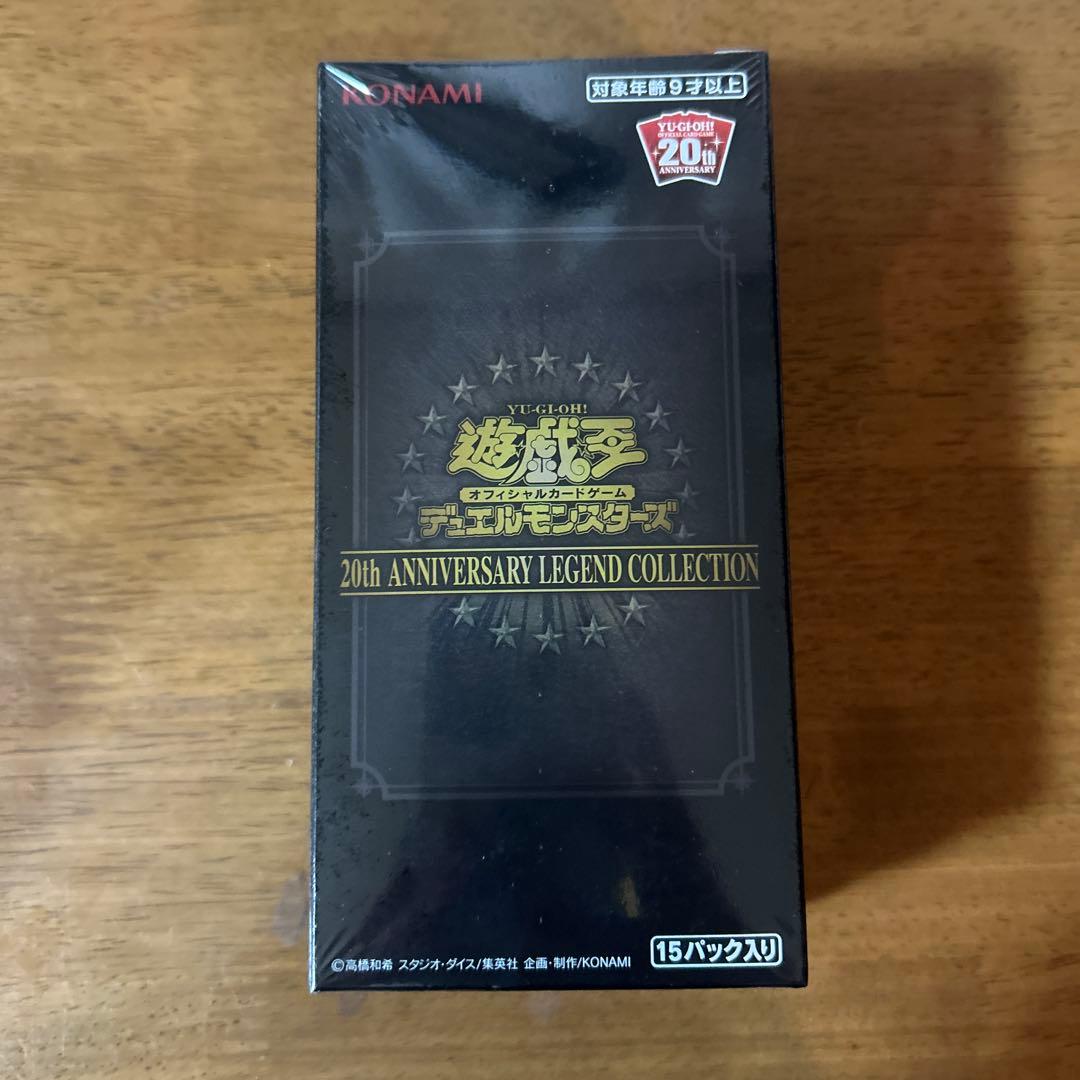 KONAMI
対象年齢9才以上
YU-GI-OH!
OFFICIAL CARD GAME
20th
ANNIVERSARY
YU-GI-OH!
遊戯王
オフィシャルカードゲーム
デュエルモンスターズ
20th ANNIVERSARY LEGEND COLLECTION
15パック入り
©高橋和希 スタジオ・ダイス/集英社 企画・制作/KONAMI